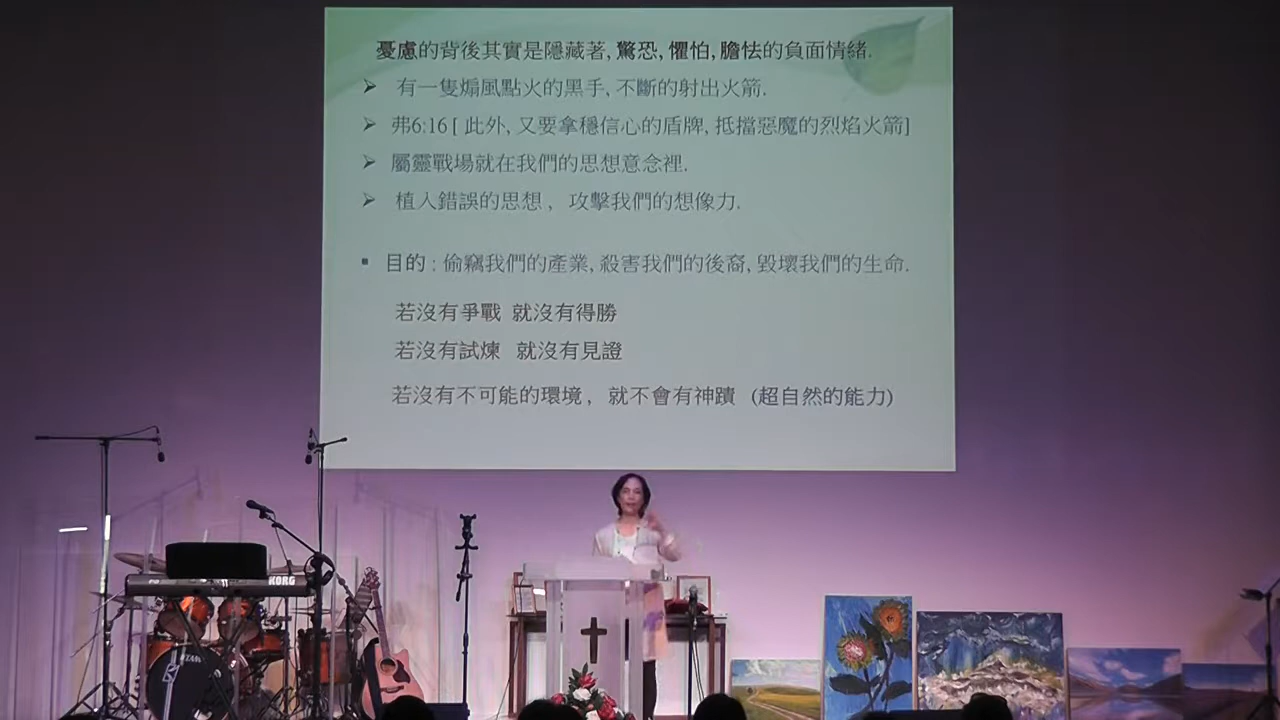 憂慮的背後其實是隱藏著, 驚恐, 懼怕, 膽怯的負面情緒.
➤ 有一隻煽風點火的黑手, 不斷的射出火箭.
➤ 弗6:16 [ 此外, 又要拿穩信心的盾牌, 抵擋惡魔的烈焰火箭]
➤ 屬靈戰場就在我們的思想意念裡.
➤ 植入錯誤的思想 , 攻擊我們的想像力.
▪ 目的 : 偷竊我們的產業, 殺害我們的後裔, 毀壞我們的生命.
若沒有爭戰 就沒有得勝
若沒有試煉 就沒有見證
若沒有不可能的環境 , 就不會有神蹟 (超自然的能力)
KORG
TAMA